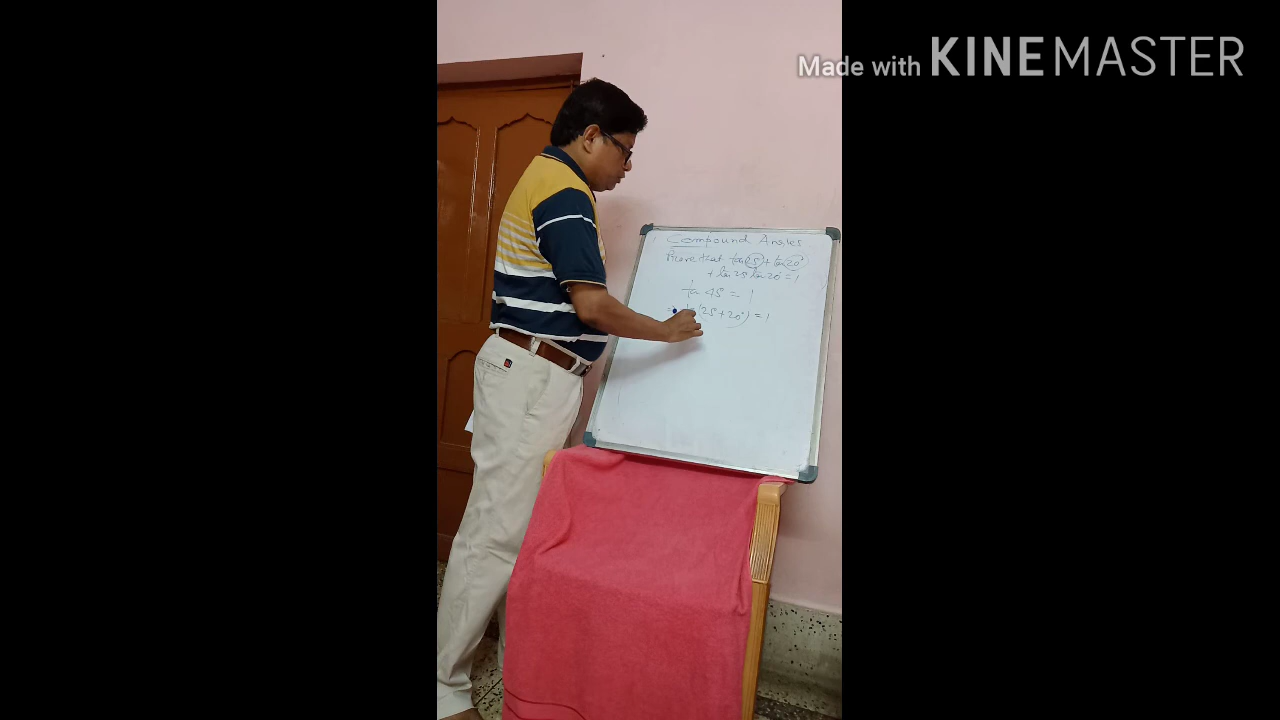 Made with KINEMASTER
Compound Angles
Prove that tan 25° + tan 20°
+ tan 25° tan 20° = 1
tan 45° = 1
⇒ tan (25° + 20°) = 1